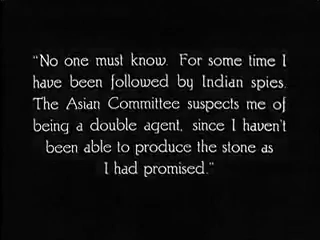 "No one must know. For some time I
have been followed by Indian spies.
The Asian Committee suspects me of
being a double agent, since I haven't
been able to produce the stone as
I had promised."